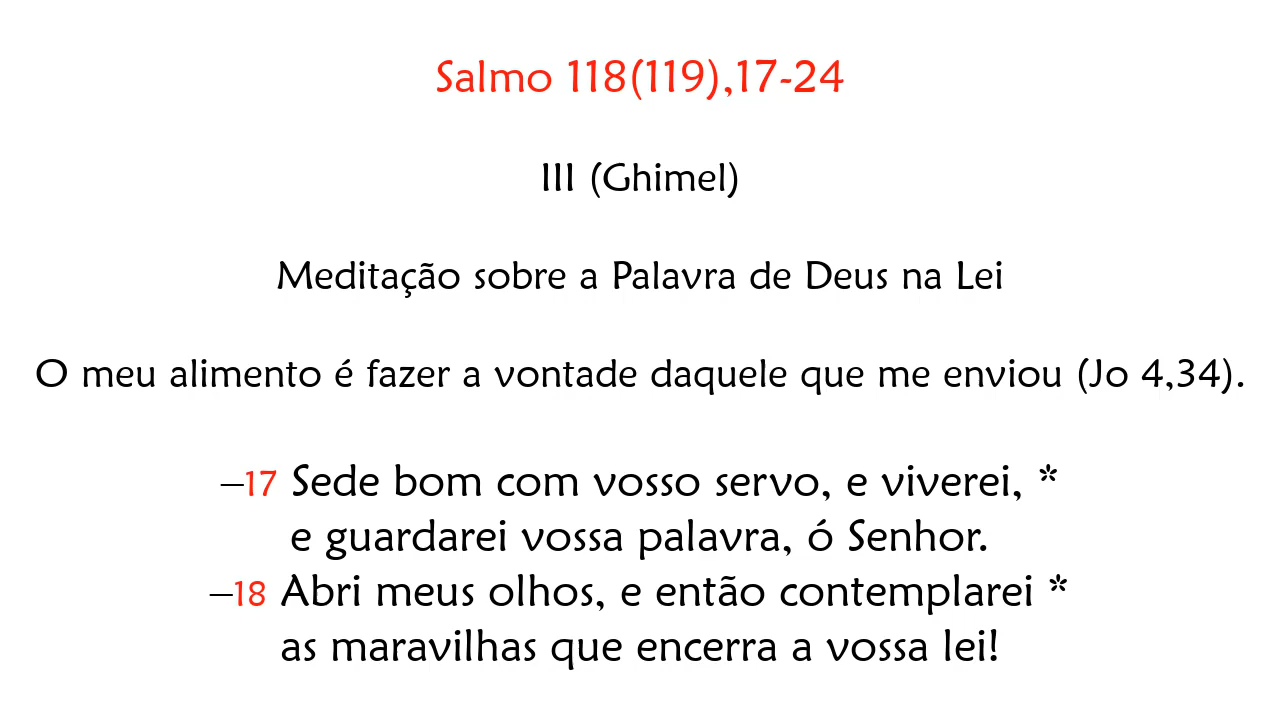 Salmo 118(119),17-24
III (Ghimel)
Meditação sobre a Palavra de Deus na Lei
O meu alimento é fazer a vontade daquele que me enviou (Jo 4,34).
–17 Sede bom com vosso servo, e viverei, *
e guardarei vossa palavra, ó Senhor.
–18 Abri meus olhos, e então contemplarei *
as maravilhas que encerra a vossa lei!